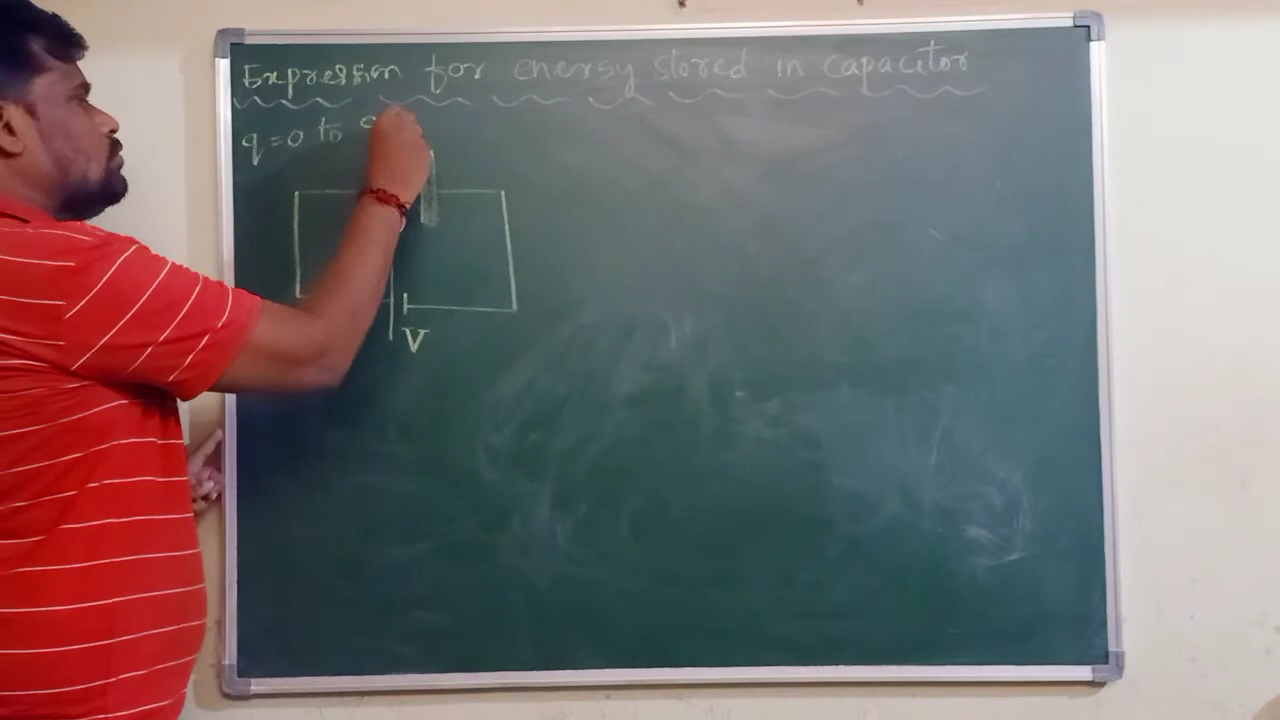 Expression for energy stored in capacitor
q=0 to
V